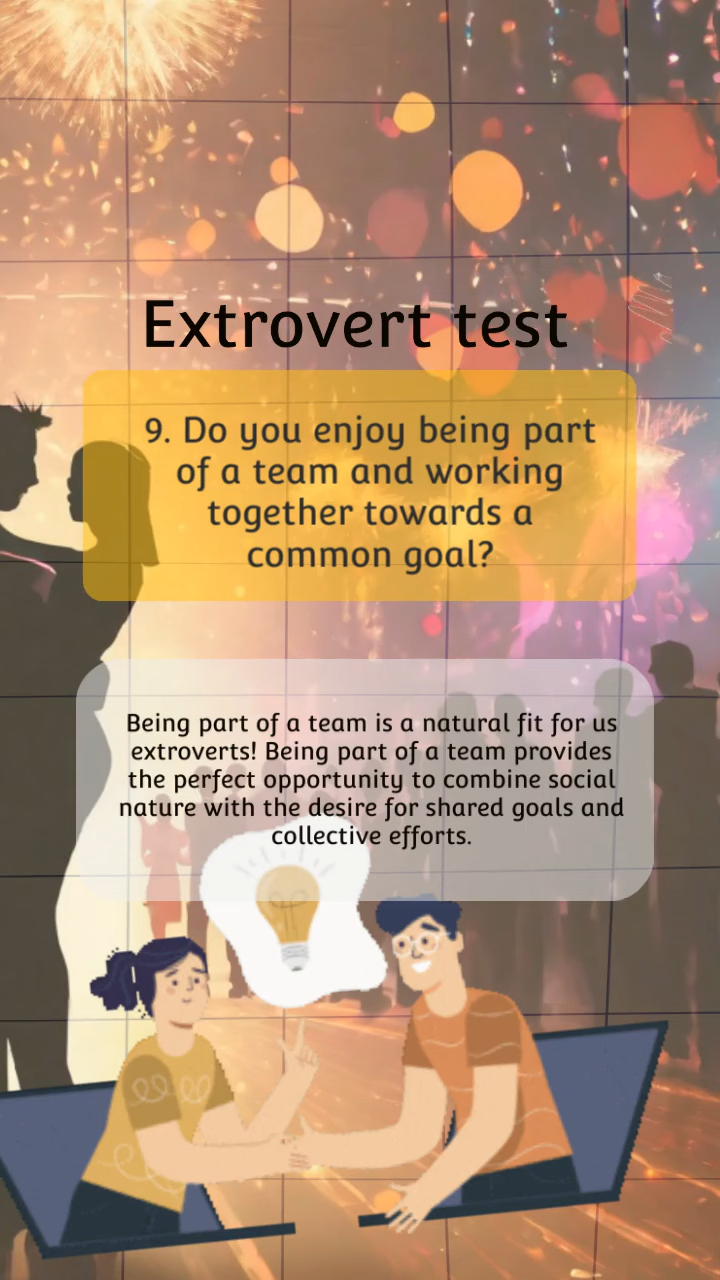 Extrovert test
9. Do you enjoy being part
of a team and working
together towards a
common goal?
Being part of a team is a natural fit for us
extroverts! Being part of a team provides
the perfect opportunity to combine social
nature with the desire for shared goals and
collective efforts.